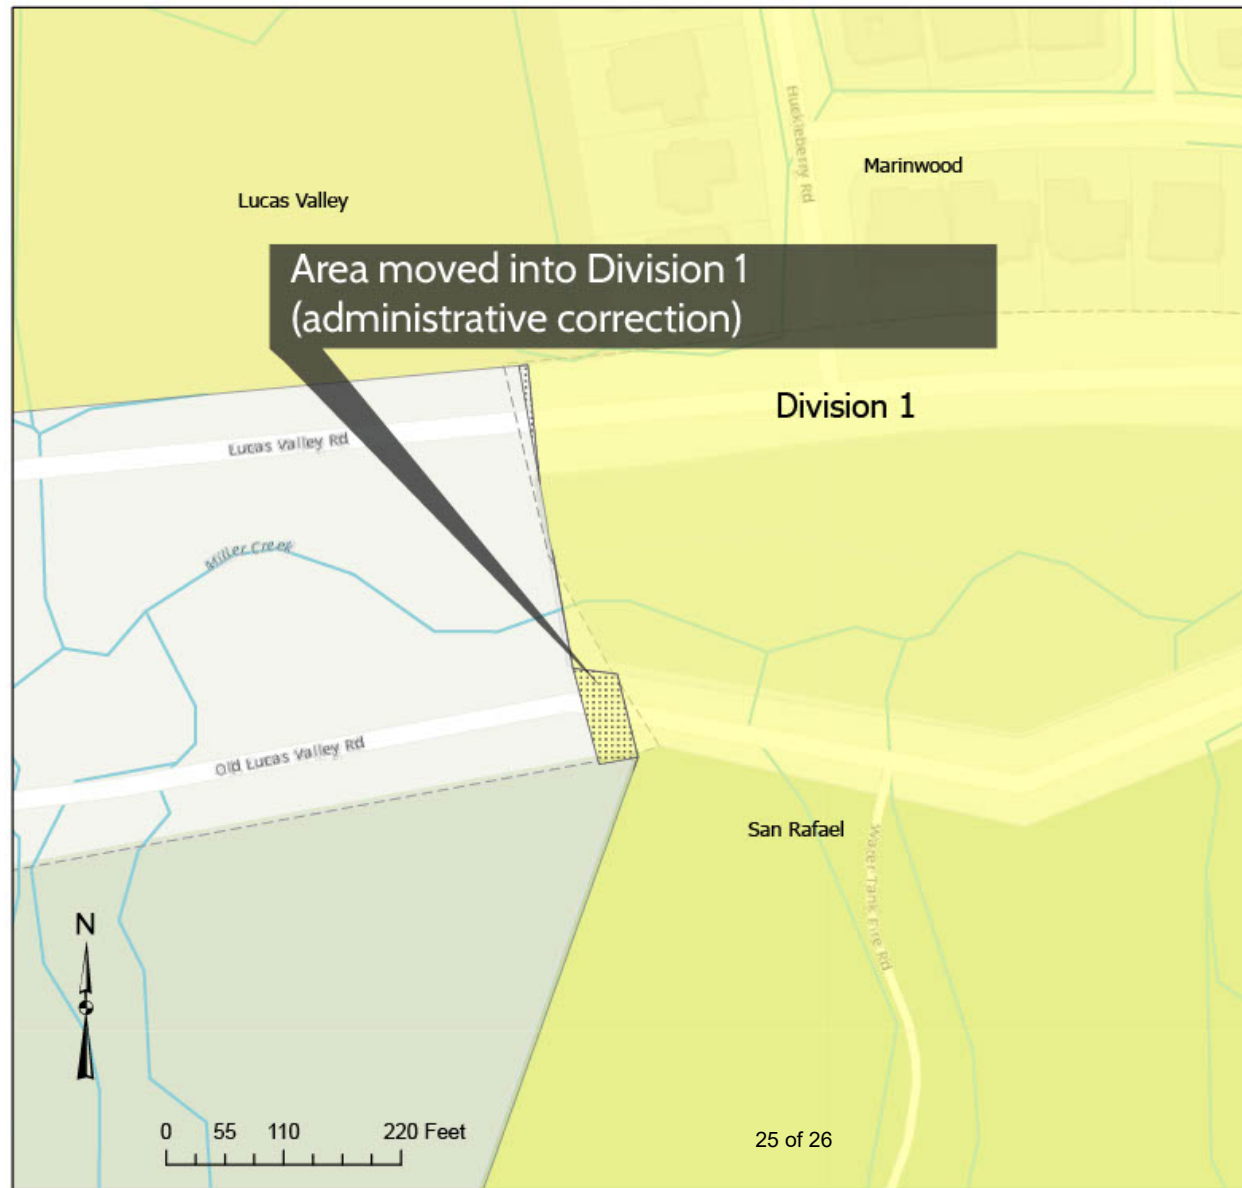 Huckleberry Rd
Marinwood
Lucas Valley
Area moved into Division 1
(administrative correction)
Division 1
Lucas Valley Rd
Miller Creek
Old Lucas Valley Rd
San Rafael
Water Tank Fire Rd
N
0 55 110 220 Feet
25 of 26